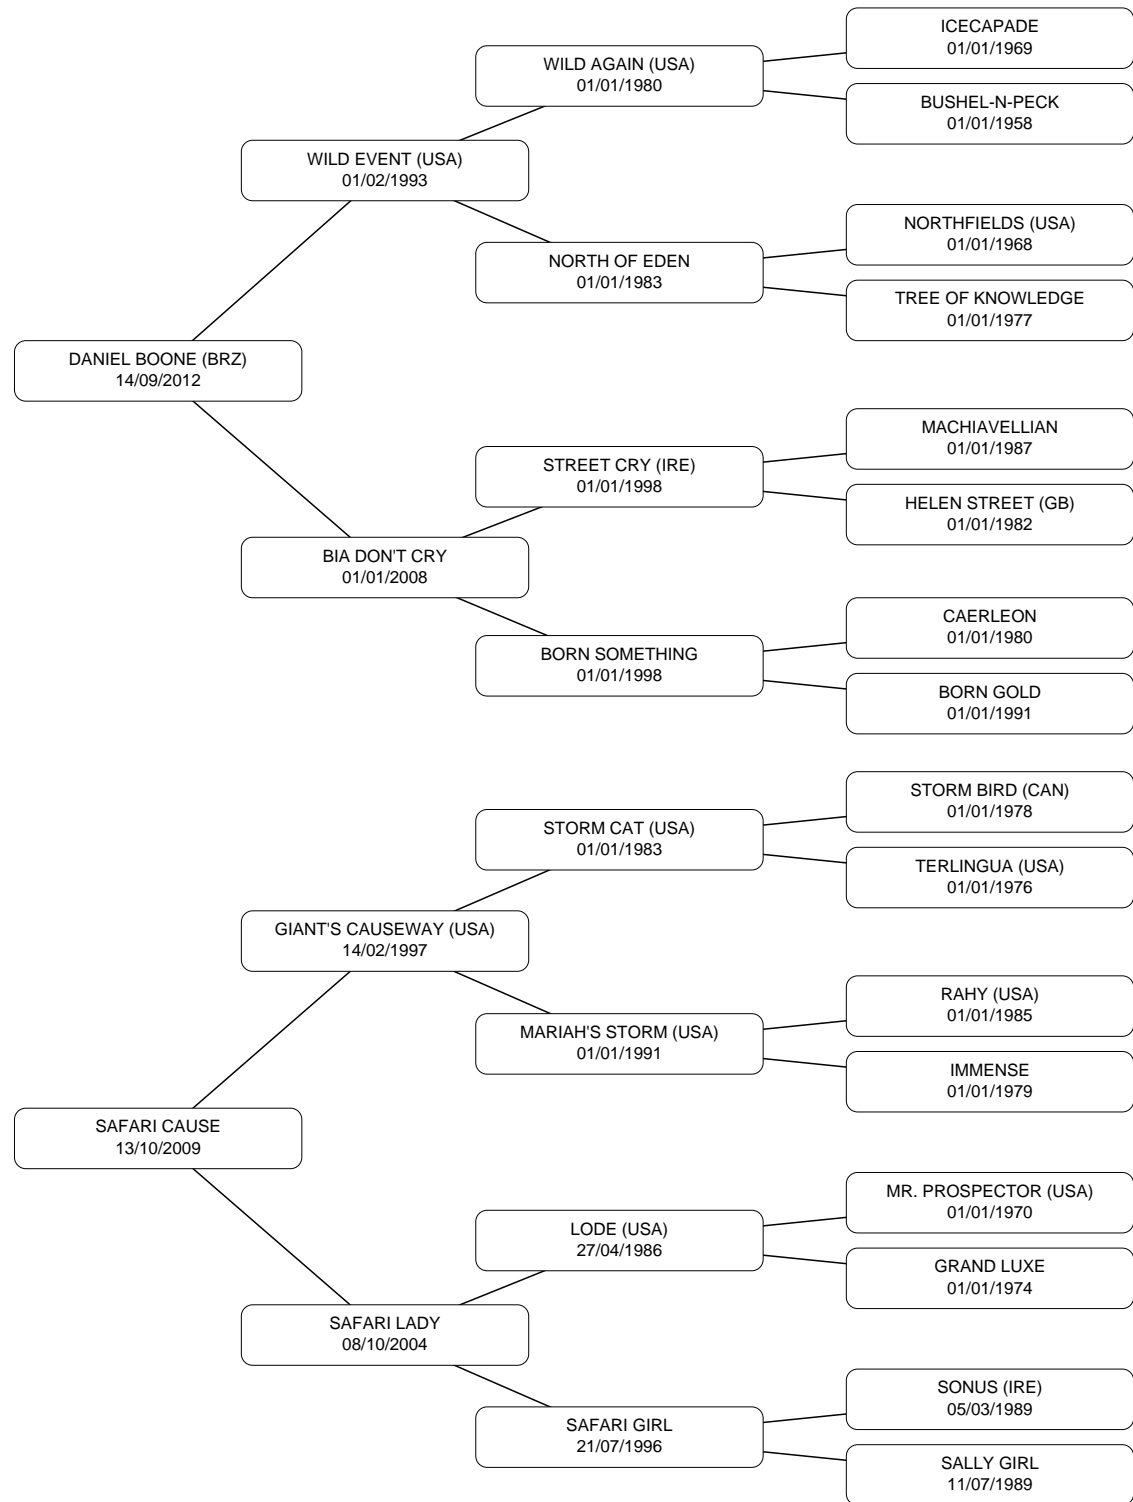 ICECAPADE
01/01/1969
WILD AGAIN (USA)
01/01/1980
BUSHEL-N-PECK
01/01/1958
WILD EVENT (USA)
01/02/1993
NORTHFIELDS (USA)
01/01/1968
NORTH OF EDEN
01/01/1983
TREE OF KNOWLEDGE
01/01/1977
DANIEL BOONE (BRZ)
14/09/2012
MACHIAVELLIAN
01/01/1987
STREET CRY (IRE)
01/01/1998
HELEN STREET (GB)
01/01/1982
BIA DON'T CRY
01/01/2008
CAERLEON
01/01/1980
BORN SOMETHING
01/01/1998
BORN GOLD
01/01/1991
STORM BIRD (CAN)
01/01/1978
STORM CAT (USA)
01/01/1983
TERLINGUA (USA)
01/01/1976
GIANT'S CAUSEWAY (USA)
14/02/1997
RAHY (USA)
01/01/1985
MARIAH'S STORM (USA)
01/01/1991
IMMENSE
01/01/1979
SAFARI CAUSE
13/10/2009
MR. PROSPECTOR (USA)
01/01/1970
LODE (USA)
27/04/1986
GRAND LUXE
01/01/1974
SAFARI LADY
08/10/2004
SONUS (IRE)
05/03/1989
SAFARI GIRL
21/07/1996
SALLY GIRL
11/07/1989